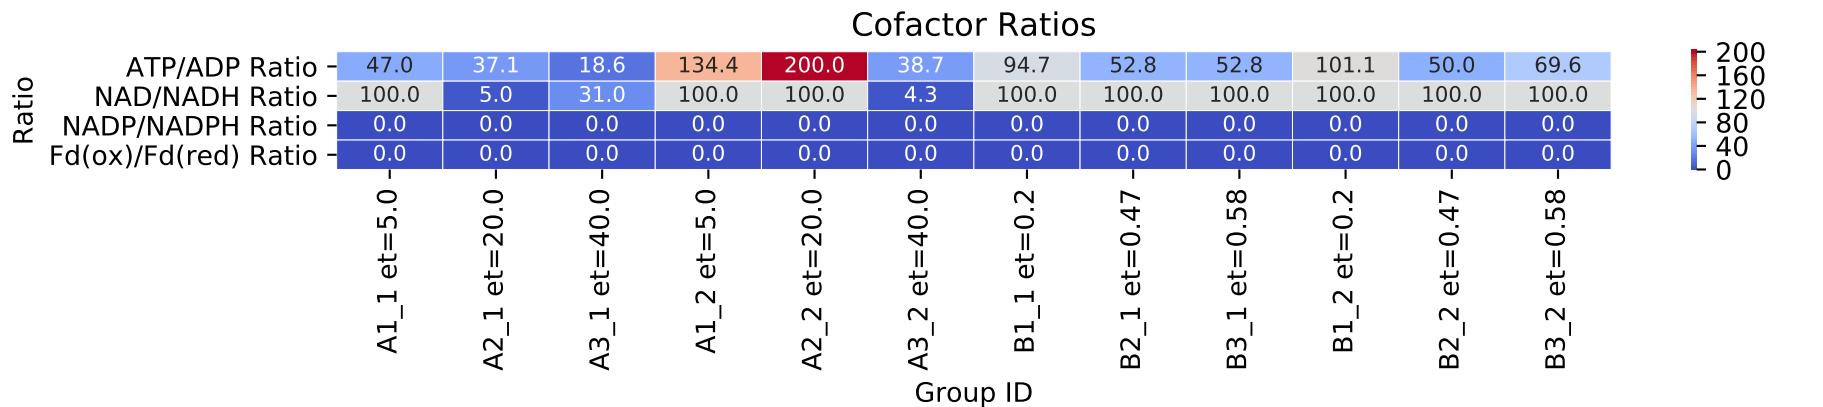 Cofactor Ratios
Ratio
ATP/ADP Ratio 47.0 37.1 18.6 134.4 200.0 38.7 94.7 52.8 52.8 101.1 50.0 69.6
NAD/NADH Ratio 100.0 5.0 31.0 100.0 100.0 4.3 100.0 100.0 100.0 100.0 100.0 100.0
NADP/NADPH Ratio 0.0 0.0 0.0 0.0 0.0 0.0 0.0 0.0 0.0 0.0 0.0 0.0
Fd(ox)/Fd(red) Ratio 0.0 0.0 0.0 0.0 0.0 0.0 0.0 0.0 0.0 0.0 0.0 0.0
A1_1 et=5.0
A2_1 et=20.0
A3_1 et=40.0
A1_2 et=5.0
A2_2 et=20.0
A3_2 et=40.0
B1_1 et=0.2
B2_1 et=0.47
B3_1 et=0.58
B1_2 et=0.2
B2_2 et=0.47
B3_2 et=0.58
Group ID
200
160
120
80
40
0